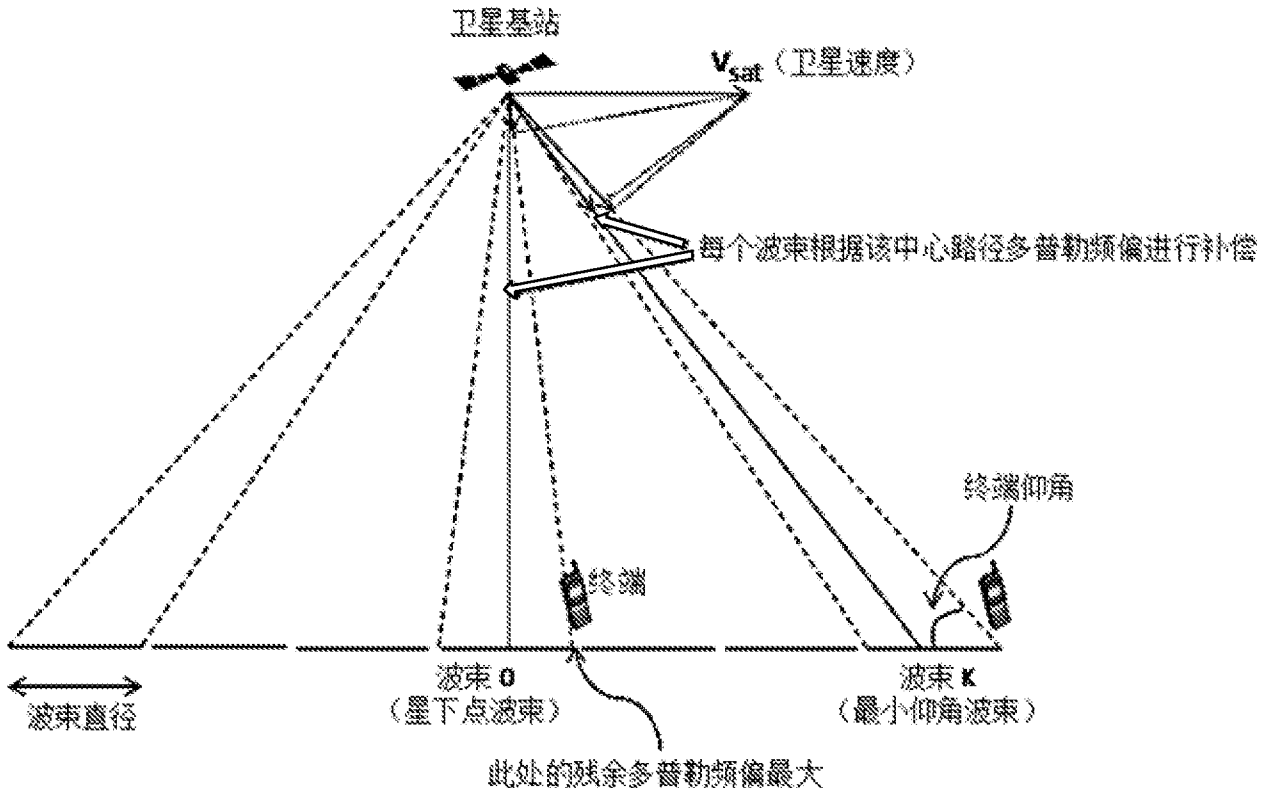 卫星基站
Vsat（卫星速度）
每个波束根据该中心路径多普勒频偏进行补偿
终端仰角
终端
波束 0
（星下点波束）
波束 K
（最小仰角波束）
波束直径
此处的残余多普勒频偏最大